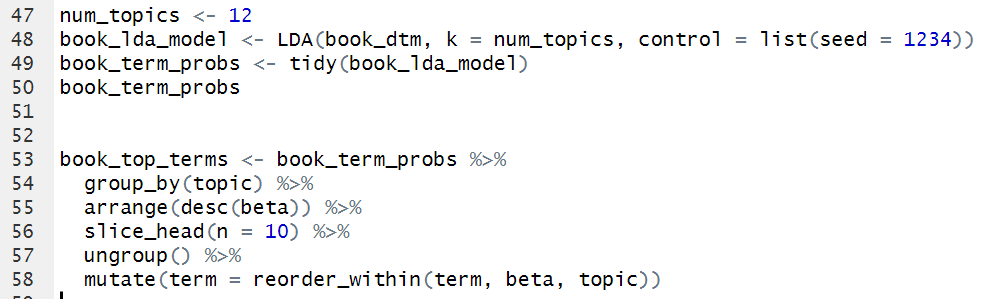 47 num_topics <- 12
48 book_lda_model <- LDA(book_dtm, k = num_topics, control = list(seed = 1234))
49 book_term_probs <- tidy(book_lda_model)
50 book_term_probs
51
52
53 book_top_terms <- book_term_probs %>%
54   group_by(topic) %>%
55   arrange(desc(beta)) %>%
56   slice_head(n = 10) %>%
57   ungroup() %>%
58   mutate(term = reorder_within(term, beta, topic))